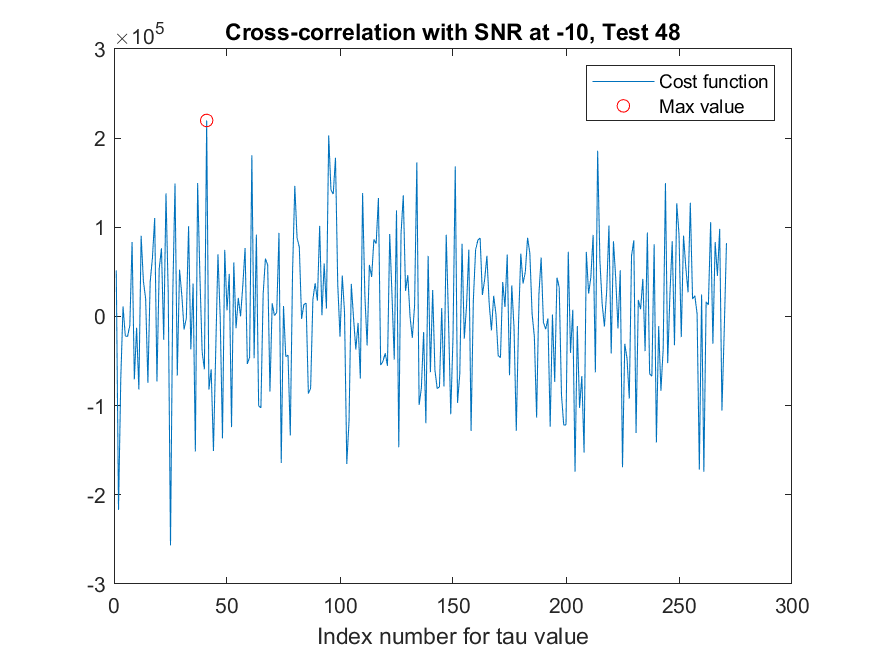 Cross-correlation with SNR at -10, Test 48
×10^5
3
2
1
0
-1
-2
-3
0 50 100 150 200 250 300
Index number for tau value
Cost function
Max value